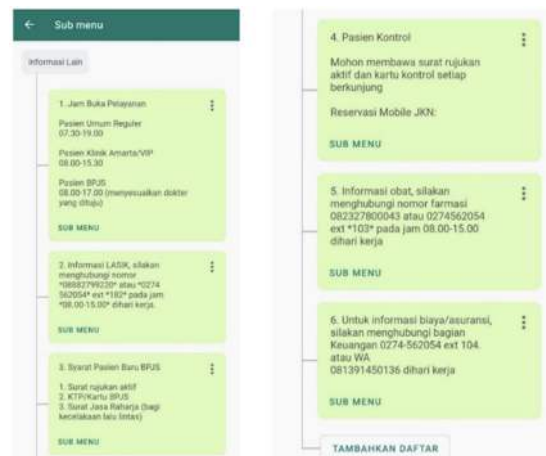 Sub menu
Informasi Lain
1. Jam Buka Pelayanan
Pasien Umum Reguler
07.30-19.00
Pasien Klinik Amarta/VIP
08.00-15.30
Pasien BPJS
08.00-17.00 (menyesuaikan dokter
yang dituju)
SUB MENU
2. Informasi LASIK, silakan
menghubungi nomor
*08882799220* atau *0274
562054* ext *182* pada jam
*08.00-15.00* dihari kerja.
SUB MENU
3. Syarat Pasien Baru BPJS
1. Surat rujukan aktif
2. KTP/Kartu BPJS
3. Surat Jasa Raharja (bagi
kecelakaan lalu lintas)
SUB MENU
4. Pasien Kontrol
Mohon membawa surat rujukan
aktif dan kartu kontrol setiap
berkunjung
Reservasi Mobile JKN:
SUB MENU
5. Informasi obat, silakan
menghubungi nomor farmasi
082327800043 atau 0274562054
ext *103* pada jam 08.00-15.00
dihari kerja
SUB MENU
6. Untuk informasi biaya/asuransi,
silakan menghubungi bagian
Keuangan 0274-562054 ext 104.
atau WA
081391450136 dihari kerja
SUB MENU
TAMBAHKAN DAFTAR